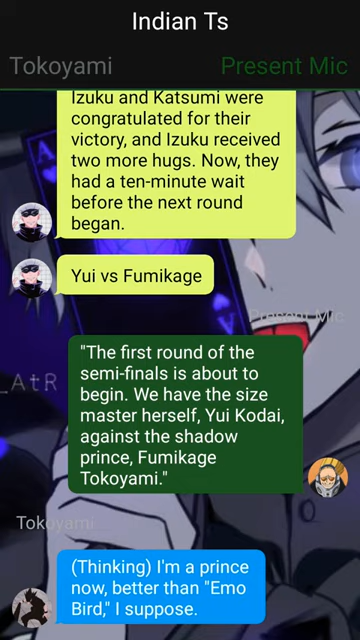 Indian Ts
Tokoyami
Present Mic
Izuku and Katsumi were
congratulated for their
victory, and Izuku received
two more hugs. Now, they
had a ten-minute wait
before the next round
began.
Yui vs Fumikage
Present Mic
"The first round of the
semi-finals is about to
begin. We have the size
master herself, Yui Kodai,
against the shadow
prince, Fumikage
Tokoyami."
_AtR
Tokoyami
(Thinking) I'm a prince
now, better than "Emo
Bird," I suppose.